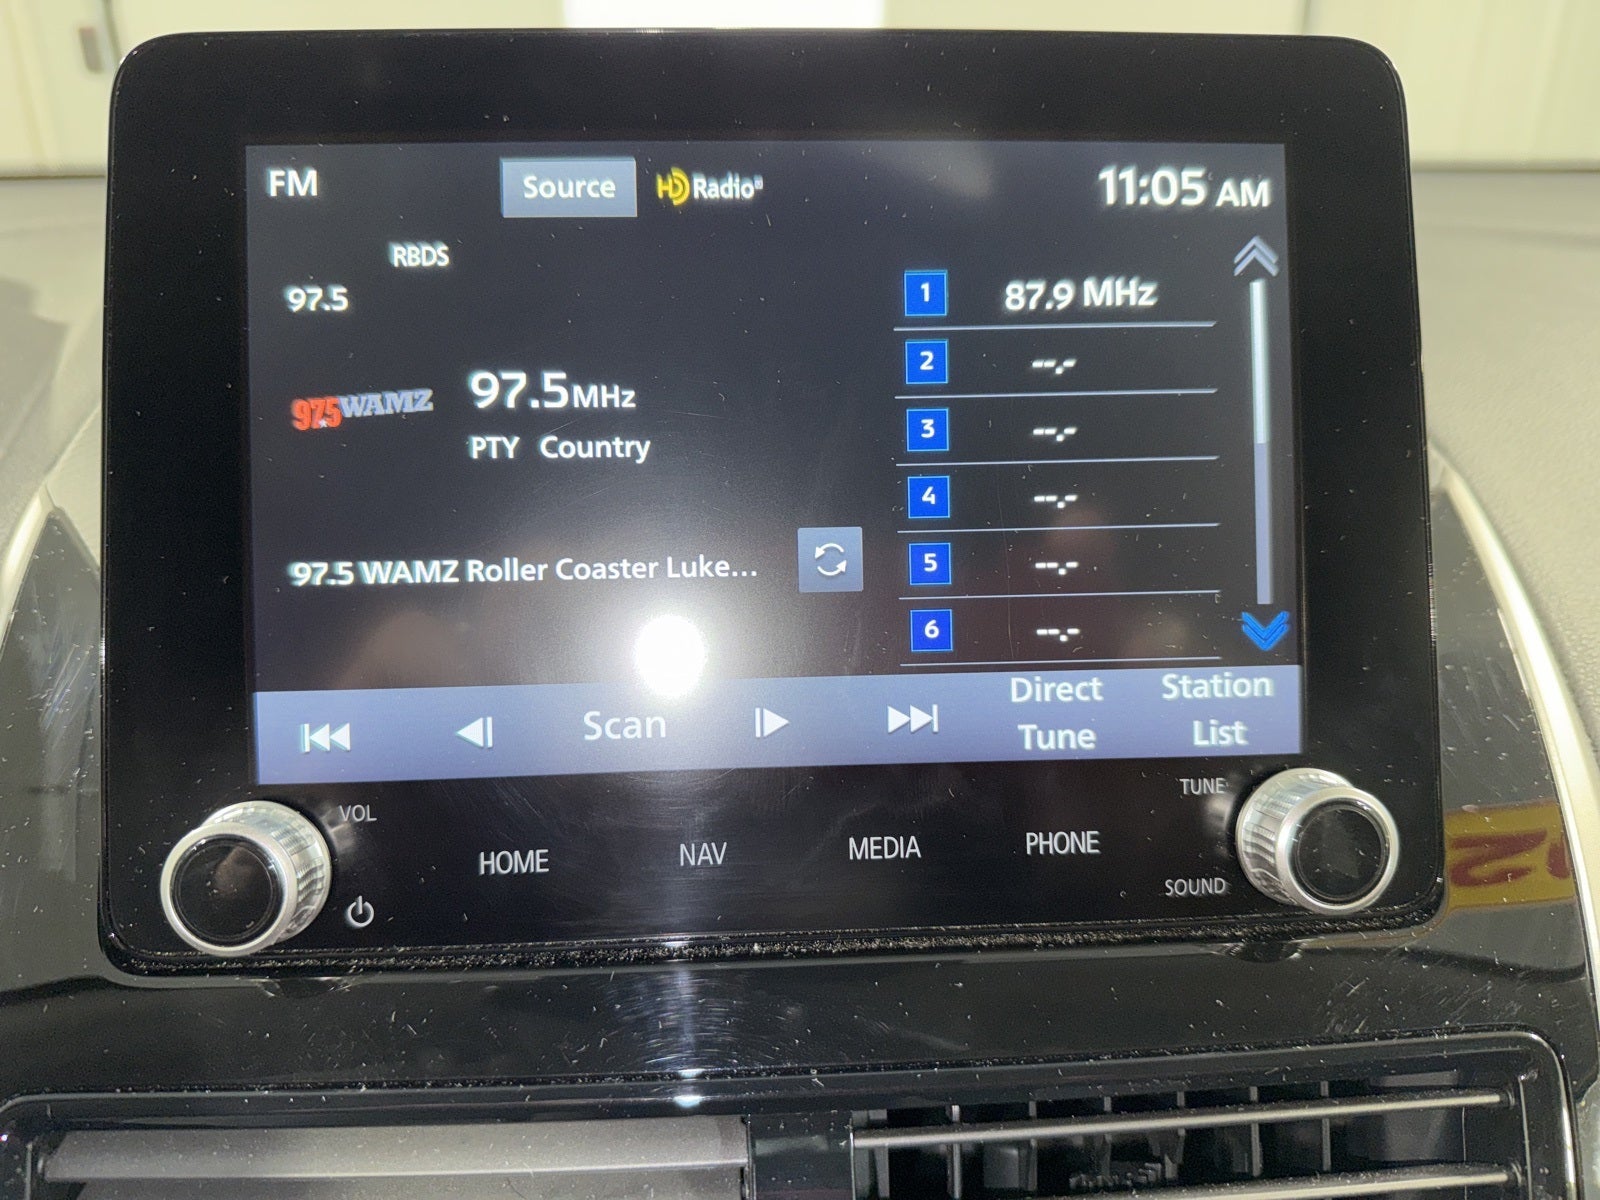 FM
Source
HD Radio
11:05 AM
RBDS
97.5
97.5 WAMZ
97.5 MHz
PTY Country
97.5 WAMZ Roller Coaster Luke...
1 87.9 MHz
2 --.-
3 --.-
4 --.-
5 --.-
6 --.-
Scan
Direct
Tune
Station
List
VOL
HOME
NAV
MEDIA
PHONE
TUNE
SOUND